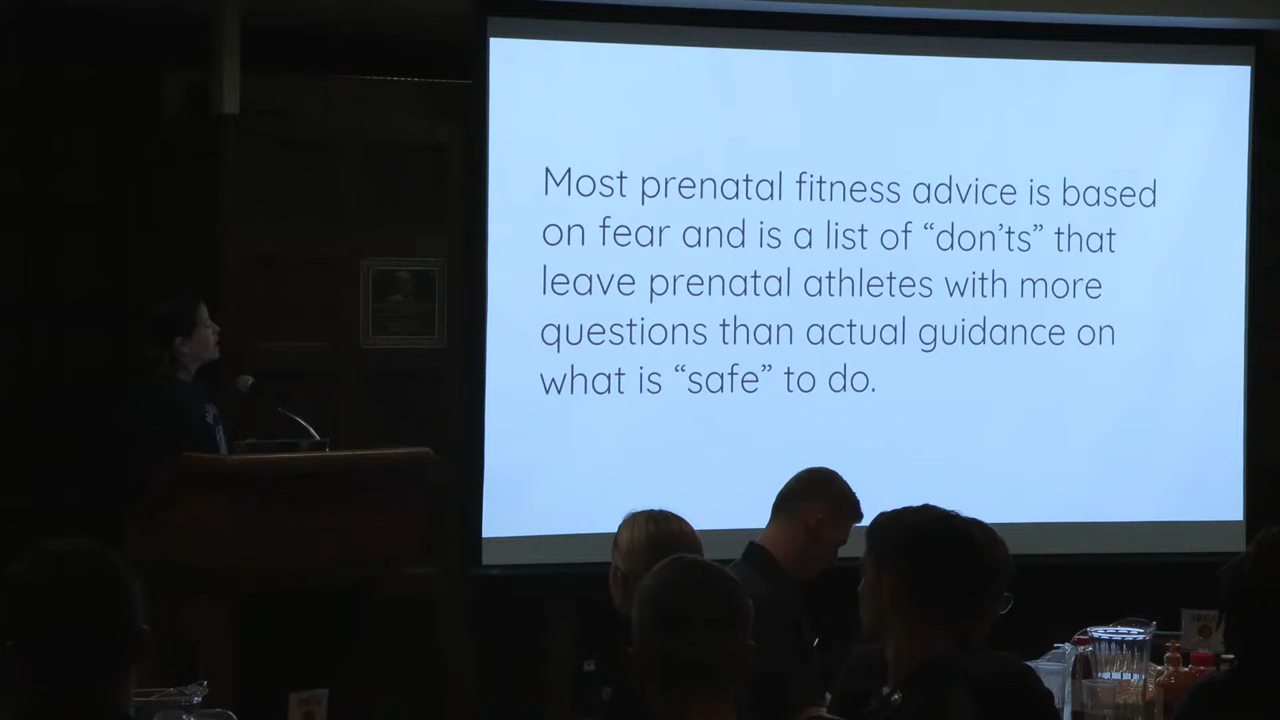 Most prenatal fitness advice is based
on fear and is a list of “don’ts” that
leave prenatal athletes with more
questions than actual guidance on
what is “safe” to do.